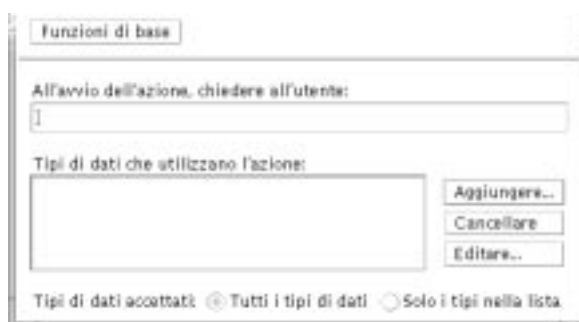 Funzioni di base
All'avvio dell'azione, chiedere all'utente:
Tipi di dati che utilizzano l'azione:
Aggiungere...
Cancellare
Editare...
Tipi di dati accettati: Tutti i tipi di dati Solo i tipi nella lista